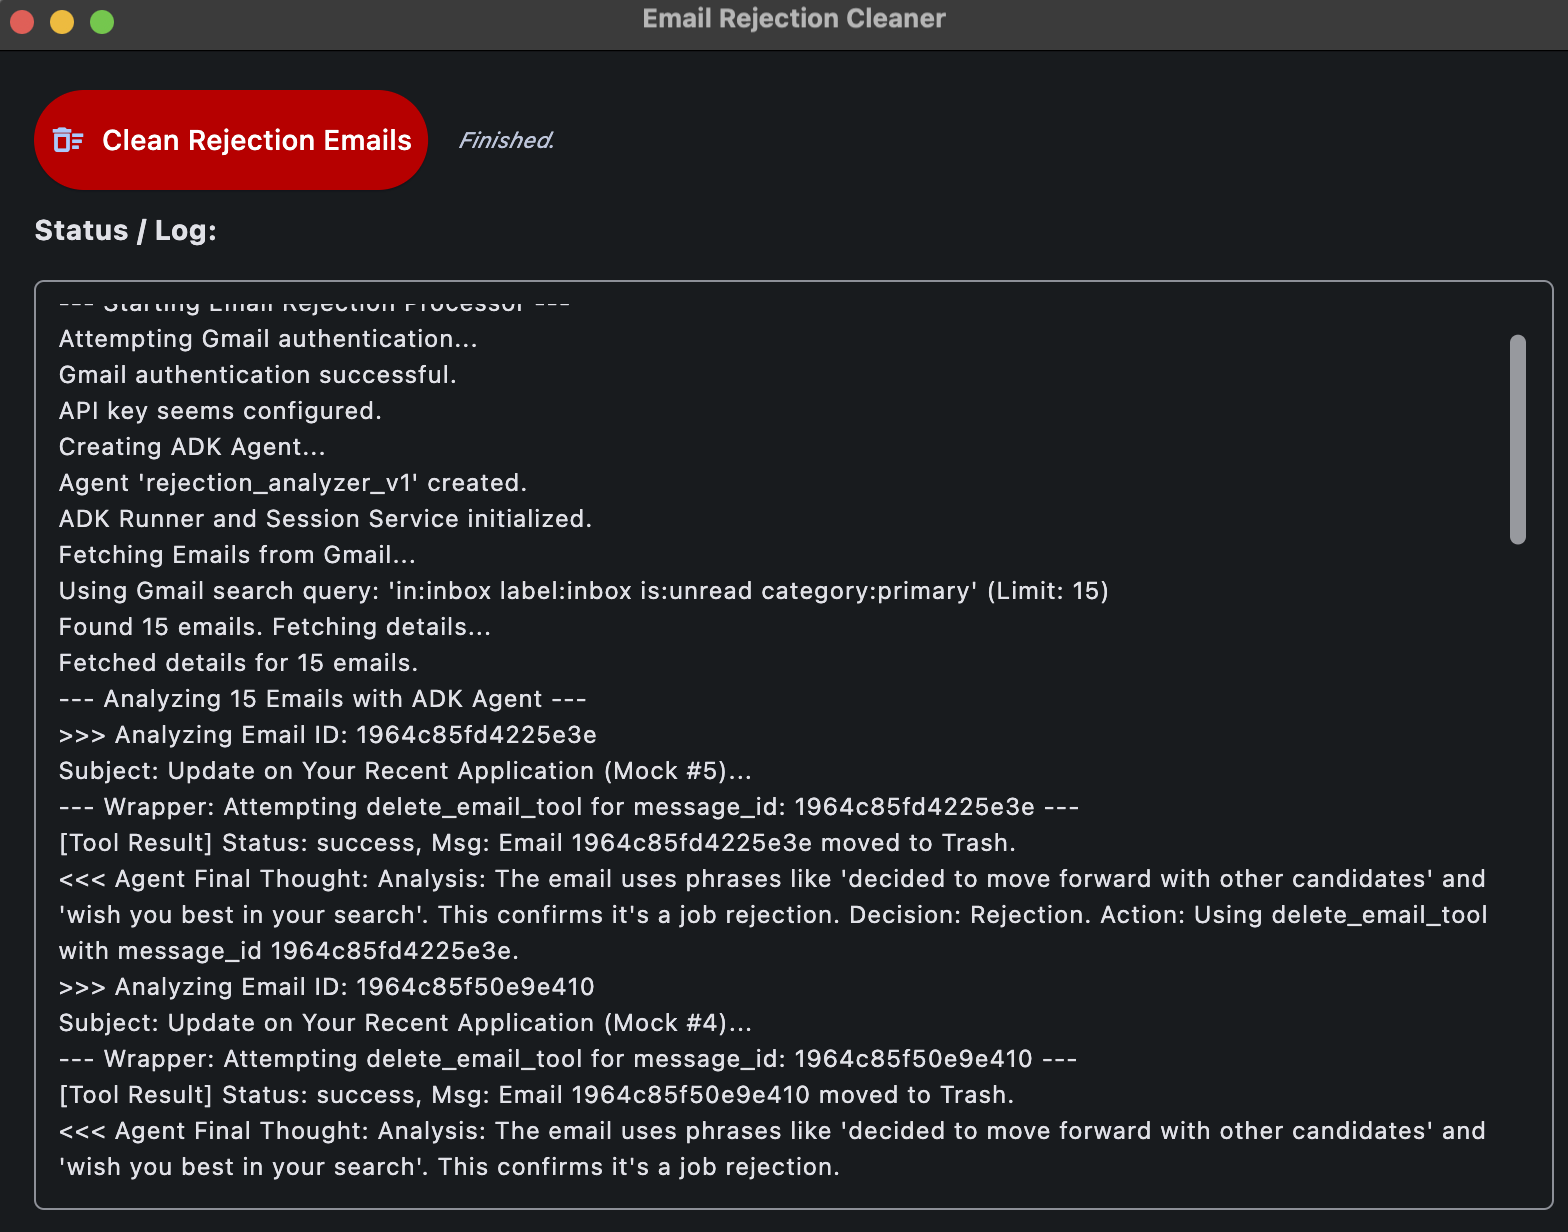 Email Rejection Cleaner
Clean Rejection Emails
Finished.
Status / Log:
--- Starting Email Rejection Processor ---
Attempting Gmail authentication...
Gmail authentication successful.
API key seems configured.
Creating ADK Agent...
Agent 'rejection_analyzer_v1' created.
ADK Runner and Session Service initialized.
Fetching Emails from Gmail...
Using Gmail search query: 'in:inbox label:inbox is:unread category:primary' (Limit: 15)
Found 15 emails. Fetching details...
Fetched details for 15 emails.
--- Analyzing 15 Emails with ADK Agent ---
>>> Analyzing Email ID: 1964c85fd4225e3e
Subject: Update on Your Recent Application (Mock #5)...
--- Wrapper: Attempting delete_email_tool for message_id: 1964c85fd4225e3e ---
[Tool Result] Status: success, Msg: Email 1964c85fd4225e3e moved to Trash.
<<< Agent Final Thought: Analysis: The email uses phrases like 'decided to move forward with other candidates' and
'wish you best in your search'. This confirms it's a job rejection. Decision: Rejection. Action: Using delete_email_tool
with message_id 1964c85fd4225e3e.
>>> Analyzing Email ID: 1964c85f50e9e410
Subject: Update on Your Recent Application (Mock #4)...
--- Wrapper: Attempting delete_email_tool for message_id: 1964c85f50e9e410 ---
[Tool Result] Status: success, Msg: Email 1964c85f50e9e410 moved to Trash.
<<< Agent Final Thought: Analysis: The email uses phrases like 'decided to move forward with other candidates' and
'wish you best in your search'. This confirms it's a job rejection.